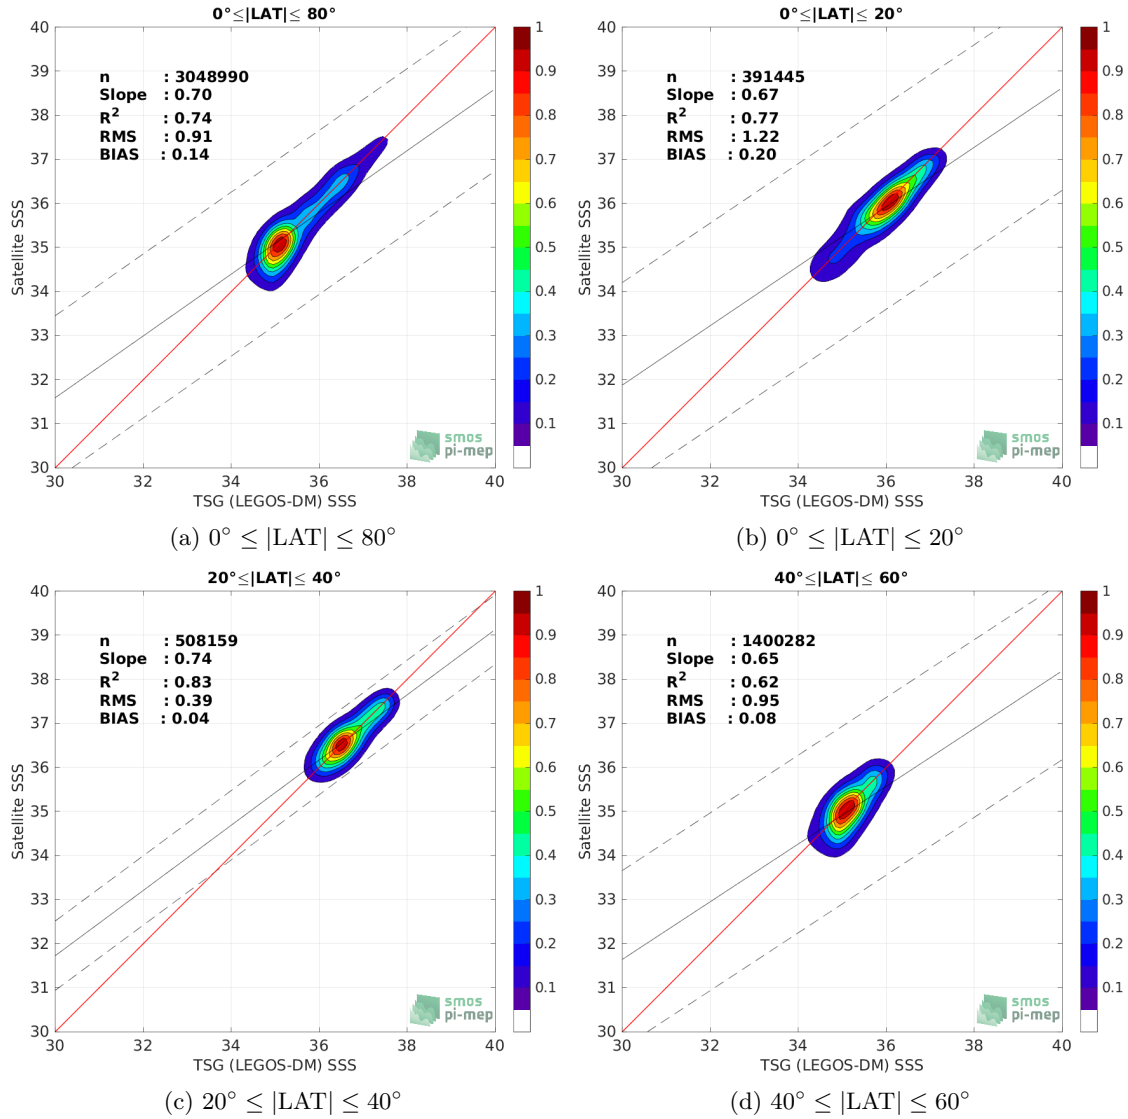 0°≤|LAT|≤ 80°
40
39
38
37
36
35
34
33
32
31
30
Satellite SSS
n : 3048990
Slope : 0.70
R² : 0.74
RMS : 0.91
BIAS : 0.14
smos
pi-mep
30 32 34 36 38 40
TSG (LEGOS-DM) SSS
1
0.9
0.8
0.7
0.6
0.5
0.4
0.3
0.2
0.1
(a) 0° ≤ |LAT| ≤ 80°
0°≤|LAT|≤ 20°
40
39
38
37
36
35
34
33
32
31
30
Satellite SSS
n : 391445
Slope : 0.67
R² : 0.77
RMS : 1.22
BIAS : 0.20
smos
pi-mep
30 32 34 36 38 40
TSG (LEGOS-DM) SSS
1
0.9
0.8
0.7
0.6
0.5
0.4
0.3
0.2
0.1
(b) 0° ≤ |LAT| ≤ 20°
20°≤|LAT|≤ 40°
40
39
38
37
36
35
34
33
32
31
30
Satellite SSS
n : 508159
Slope : 0.74
R² : 0.83
RMS : 0.39
BIAS : 0.04
smos
pi-mep
30 32 34 36 38 40
TSG (LEGOS-DM) SSS
1
0.9
0.8
0.7
0.6
0.5
0.4
0.3
0.2
0.1
(c) 20° ≤ |LAT| ≤ 40°
40°≤|LAT|≤ 60°
40
39
38
37
36
35
34
33
32
31
30
Satellite SSS
n : 1400282
Slope : 0.65
R² : 0.62
RMS : 0.95
BIAS : 0.08
smos
pi-mep
30 32 34 36 38 40
TSG (LEGOS-DM) SSS
1
0.9
0.8
0.7
0.6
0.5
0.4
0.3
0.2
0.1
(d) 40° ≤ |LAT| ≤ 60°